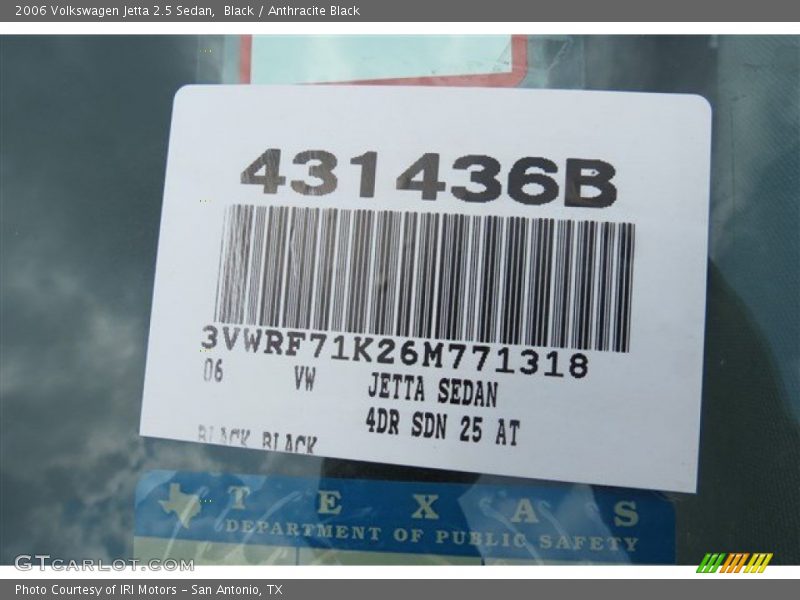 2006 Volkswagen Jetta 2.5 Sedan,  Black / Anthracite Black
431436B
3VWRF71K26M771318
06 VW JETTA SEDAN
4DR SDN 25 AT
BLACK BLACK
TEXAS
DEPARTMENT OF PUBLIC SAFETY
GTCARLOT.COM
Photo Courtesy of IRI Motors - San Antonio, TX